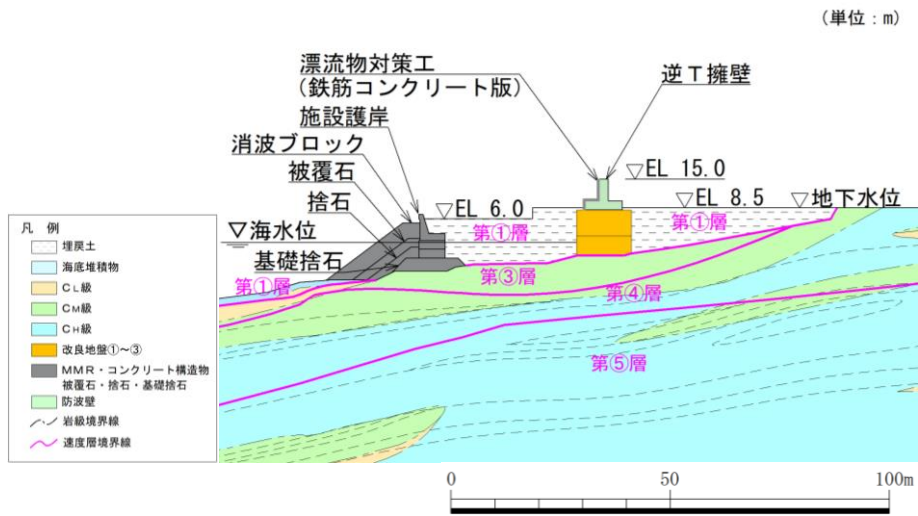 (単位:m)
漂流物対策工
(鉄筋コンクリート版)
逆T擁壁
施設護岸
消波ブロック
被覆石
捨石
▽EL 15.0
▽EL 6.0
▽EL 8.5
▽地下水位
▽海水位
基礎捨石
第①層
第①層
第①層
第③層
第④層
第⑤層
凡 例
埋戻土
海底堆積物
CL級
CM級
CH級
改良地盤①~③
MMR・コンクリート構造物
被覆石・捨石・基礎捨石
防波壁
岩級境界線
速度層境界線
0 50 100m